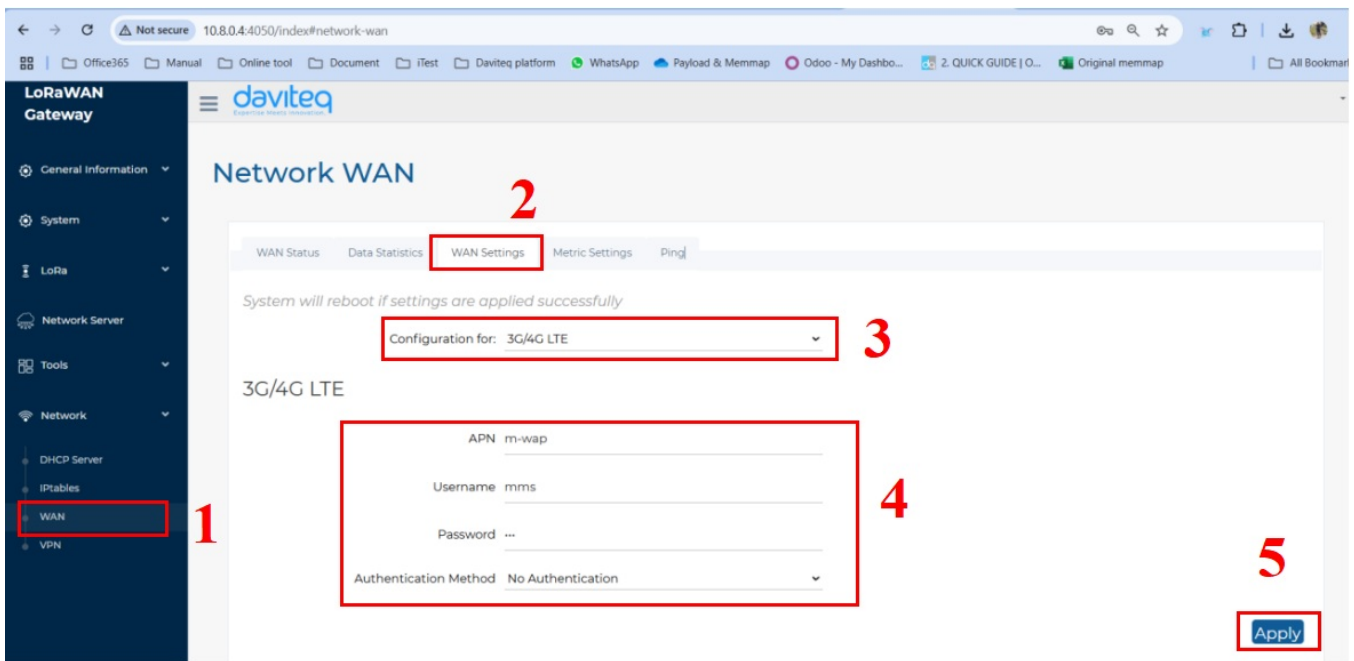 Not secure 10.8.0.4:4050/index#network-wan
Office365 Manual Online tool Document iTest Daviteq platform WhatsApp Payload & Memmap Odoo - My Dashbo... 2. QUICK GUIDE | O... Original memmap All Bookmar
LoRaWAN
Gateway
daviteq
Expertise Meets Innovation
General Information
Network WAN
2
System
WAN Status Data Statistics WAN Settings Metric Settings Ping
LoRa
System will reboot if settings are applied successfully
Network Server
Configuration for: 3G/4G LTE
3
Tools
3G/4G LTE
Network
APN m-wap
DHCP Server
IPtables
Username mms
4
WAN
1
Password ···
VPN
5
Authentication Method No Authentication
Apply